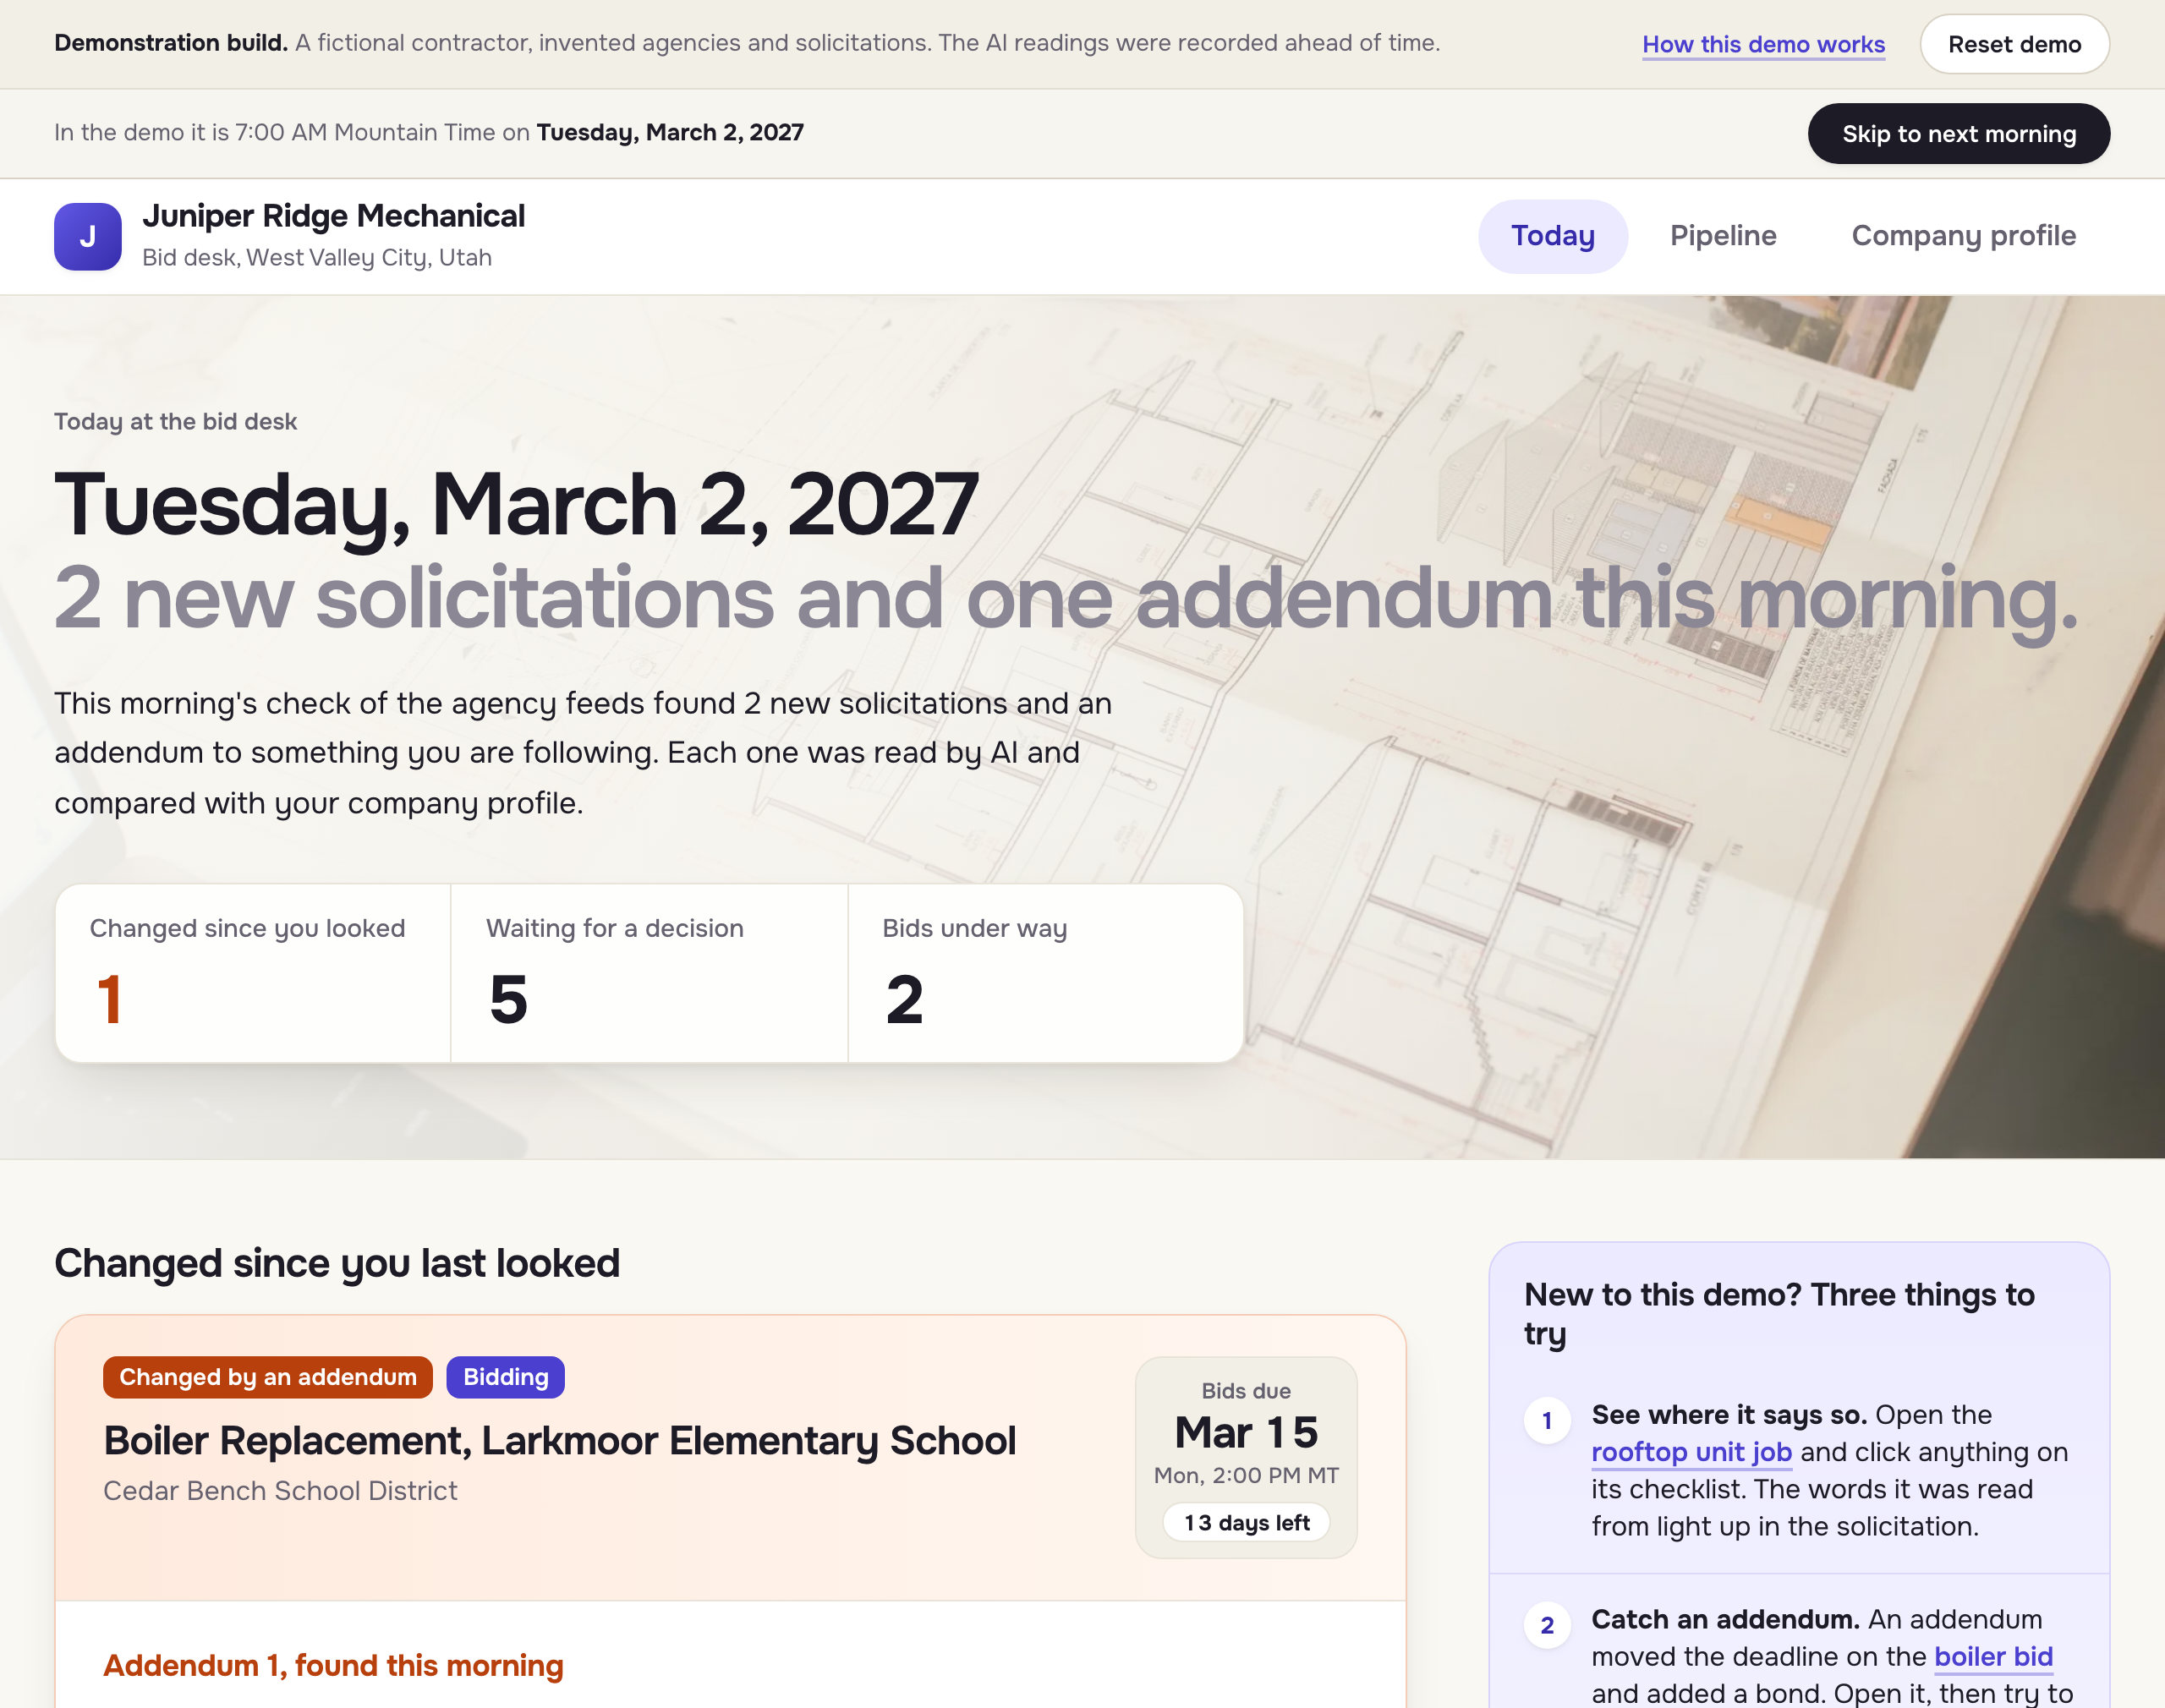 Demonstration build. A fictional contractor, invented agencies and solicitations. The AI readings were recorded ahead of time.
How this demo works
Reset demo
In the demo it is 7:00 AM Mountain Time on Tuesday, March 2, 2027
Skip to next morning
J
Juniper Ridge Mechanical
Bid desk, West Valley City, Utah
Today
Pipeline
Company profile
Today at the bid desk
Tuesday, March 2, 2027
2 new solicitations and one addendum this morning.
This morning's check of the agency feeds found 2 new solicitations and an
addendum to something you are following. Each one was read by AI and
compared with your company profile.
Changed since you looked
1
Waiting for a decision
5
Bids under way
2
FACHADA
CORTE
Changed since you last looked
Changed by an addendum
Bidding
Boiler Replacement, Larkmoor Elementary School
Cedar Bench School District
Bids due
Mar 15
Mon, 2:00 PM MT
13 days left
Addendum 1, found this morning
New to this demo? Three things to
try
1
See where it says so. Open the
rooftop unit job and click anything on
its checklist. The words it was read
from light up in the solicitation.
2
Catch an addendum. An addendum
moved the deadline on the boiler bid
and added a bond. Open it, then try to